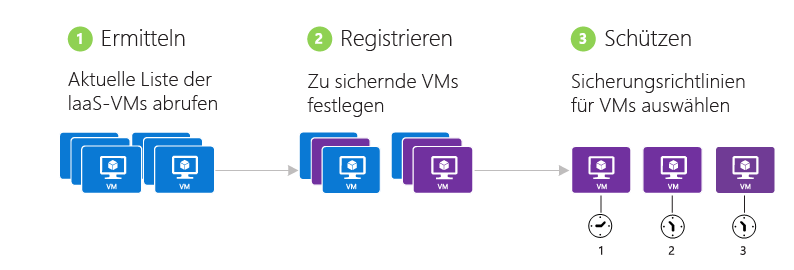 1 Ermitteln
Aktuelle Liste der
IaaS-VMs abrufen
2 Registrieren
Zu sichernde VMs
festlegen
3 Schützen
Sicherungsrichtlinien
für VMs auswählen
VM
VM
VM
VM
VM
VM
VM
1
2
3